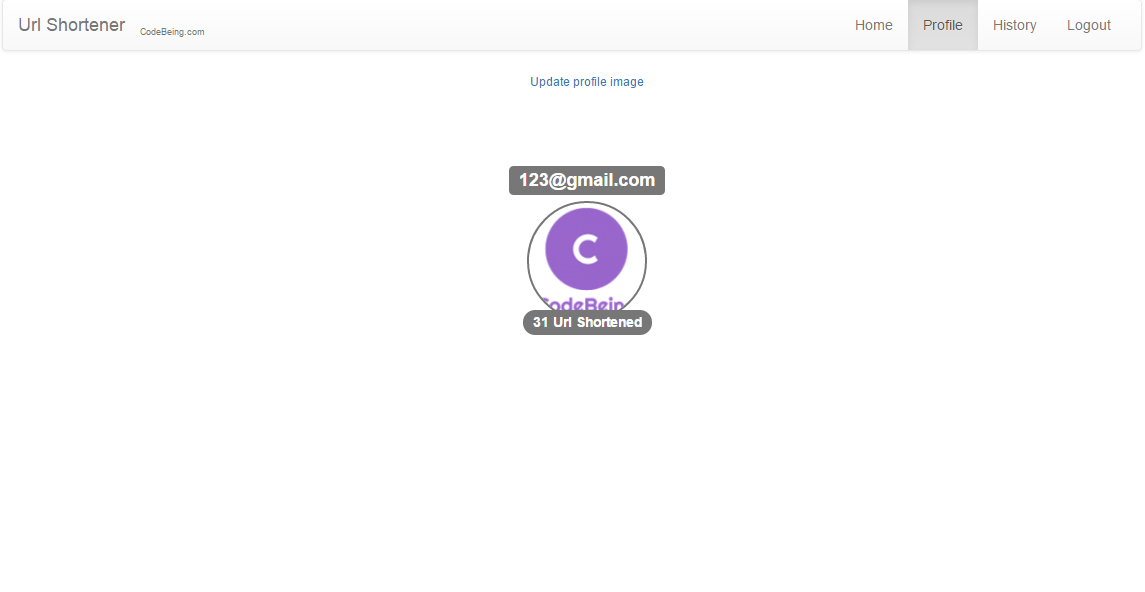 Url Shortener CodeBeing.com Home Profile History Logout
Update profile image
123@gmail.com
C
CodeBein
31 Url Shortened